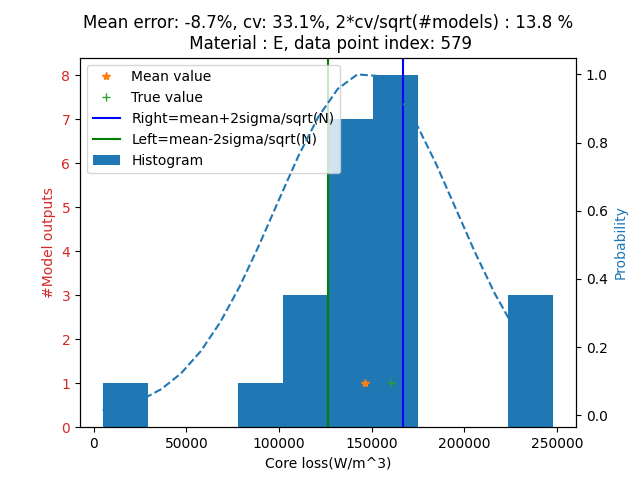 Mean error: -8.7%, cv: 33.1%, 2*cv/sqrt(#models) : 13.8 %
Material : E, data point index: 579
Mean value
True value
Right=mean+2sigma/sqrt(N)
Left=mean-2sigma/sqrt(N)
Histogram
8
7
6
5
4
3
2
1
0
#Model outputs
1.0
0.8
0.6
0.4
0.2
0.0
Probability
0
50000
100000
150000
200000
250000
Core loss(W/m^3)